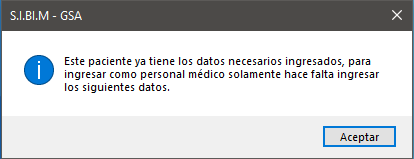 S.I.BI.M - GSA
Este paciente ya tiene los datos necesarios ingresados, para
ingresar como personal médico solamente hace falta ingresar
los siguientes datos.
Aceptar